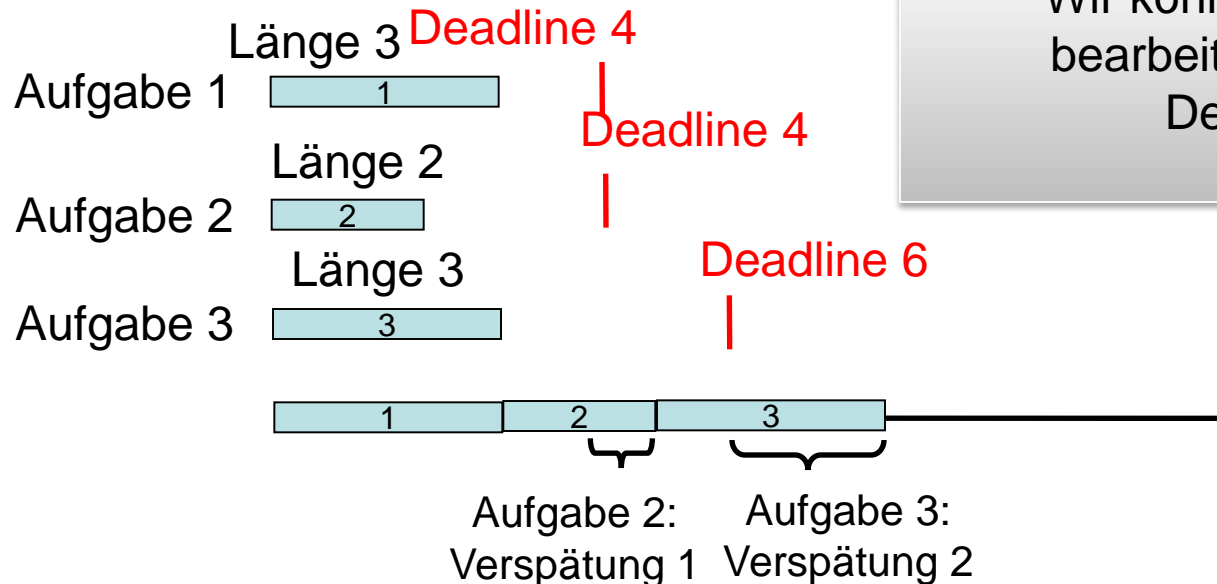 Länge 3 Deadline 4
Aufgabe 1
1
Deadline 4
Länge 2
Aufgabe 2
2
Deadline 6
Länge 3
Aufgabe 3
3
1 2 3
Aufgabe 2:
Verspätung 1
Aufgabe 3:
Verspätung 2
Wir
bearbeit
De